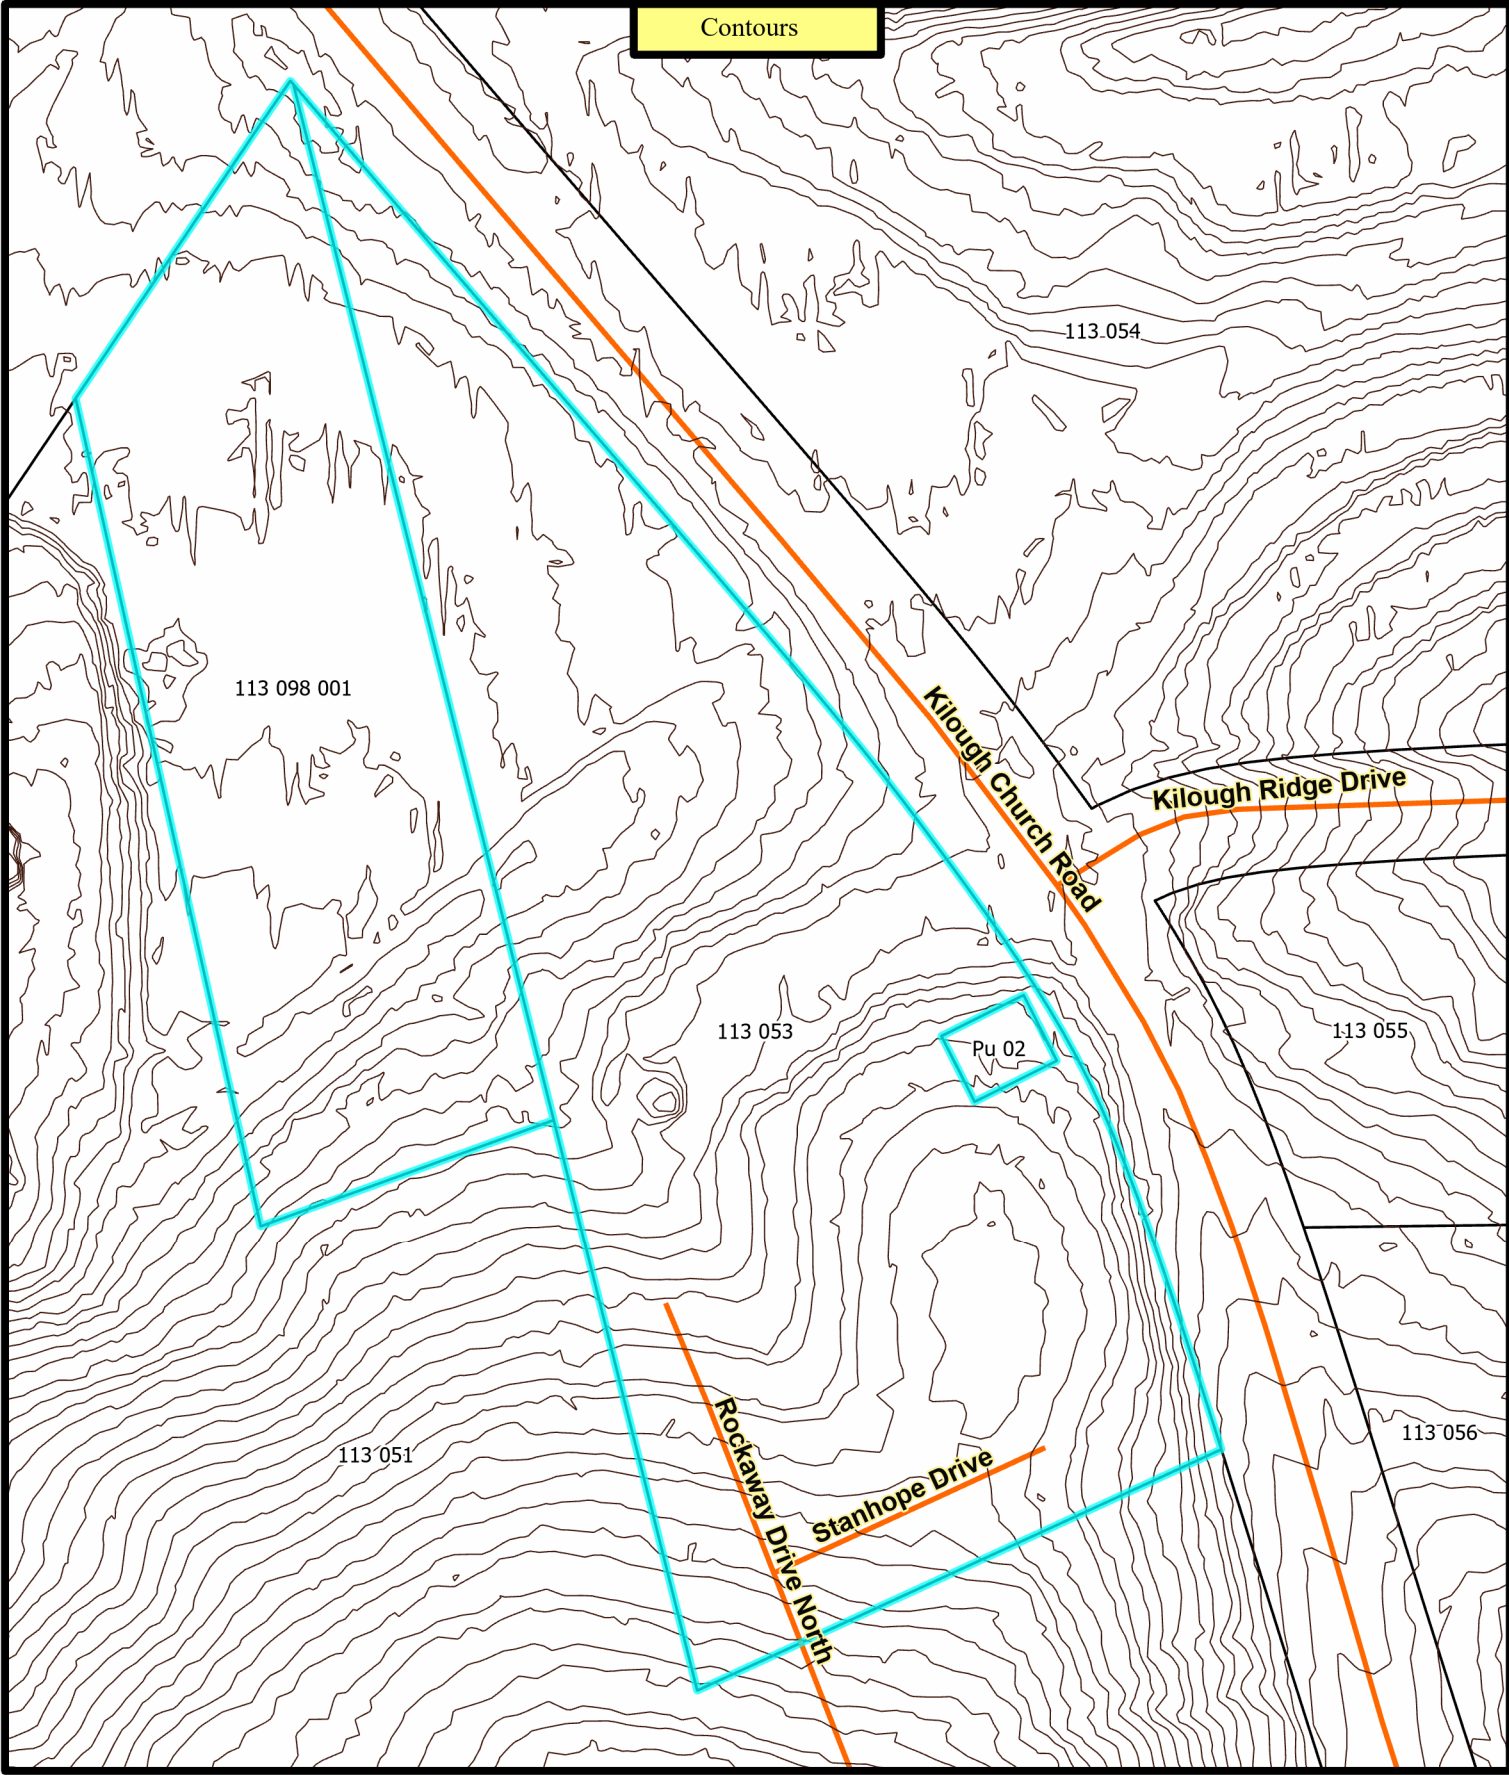 Contours
113 054
113 098 001
Kilough Church Road
Kilough Ridge Drive
113 053
Pu 02
113 055
113 051
Rockaway Drive North
Stanhope Drive
113 056